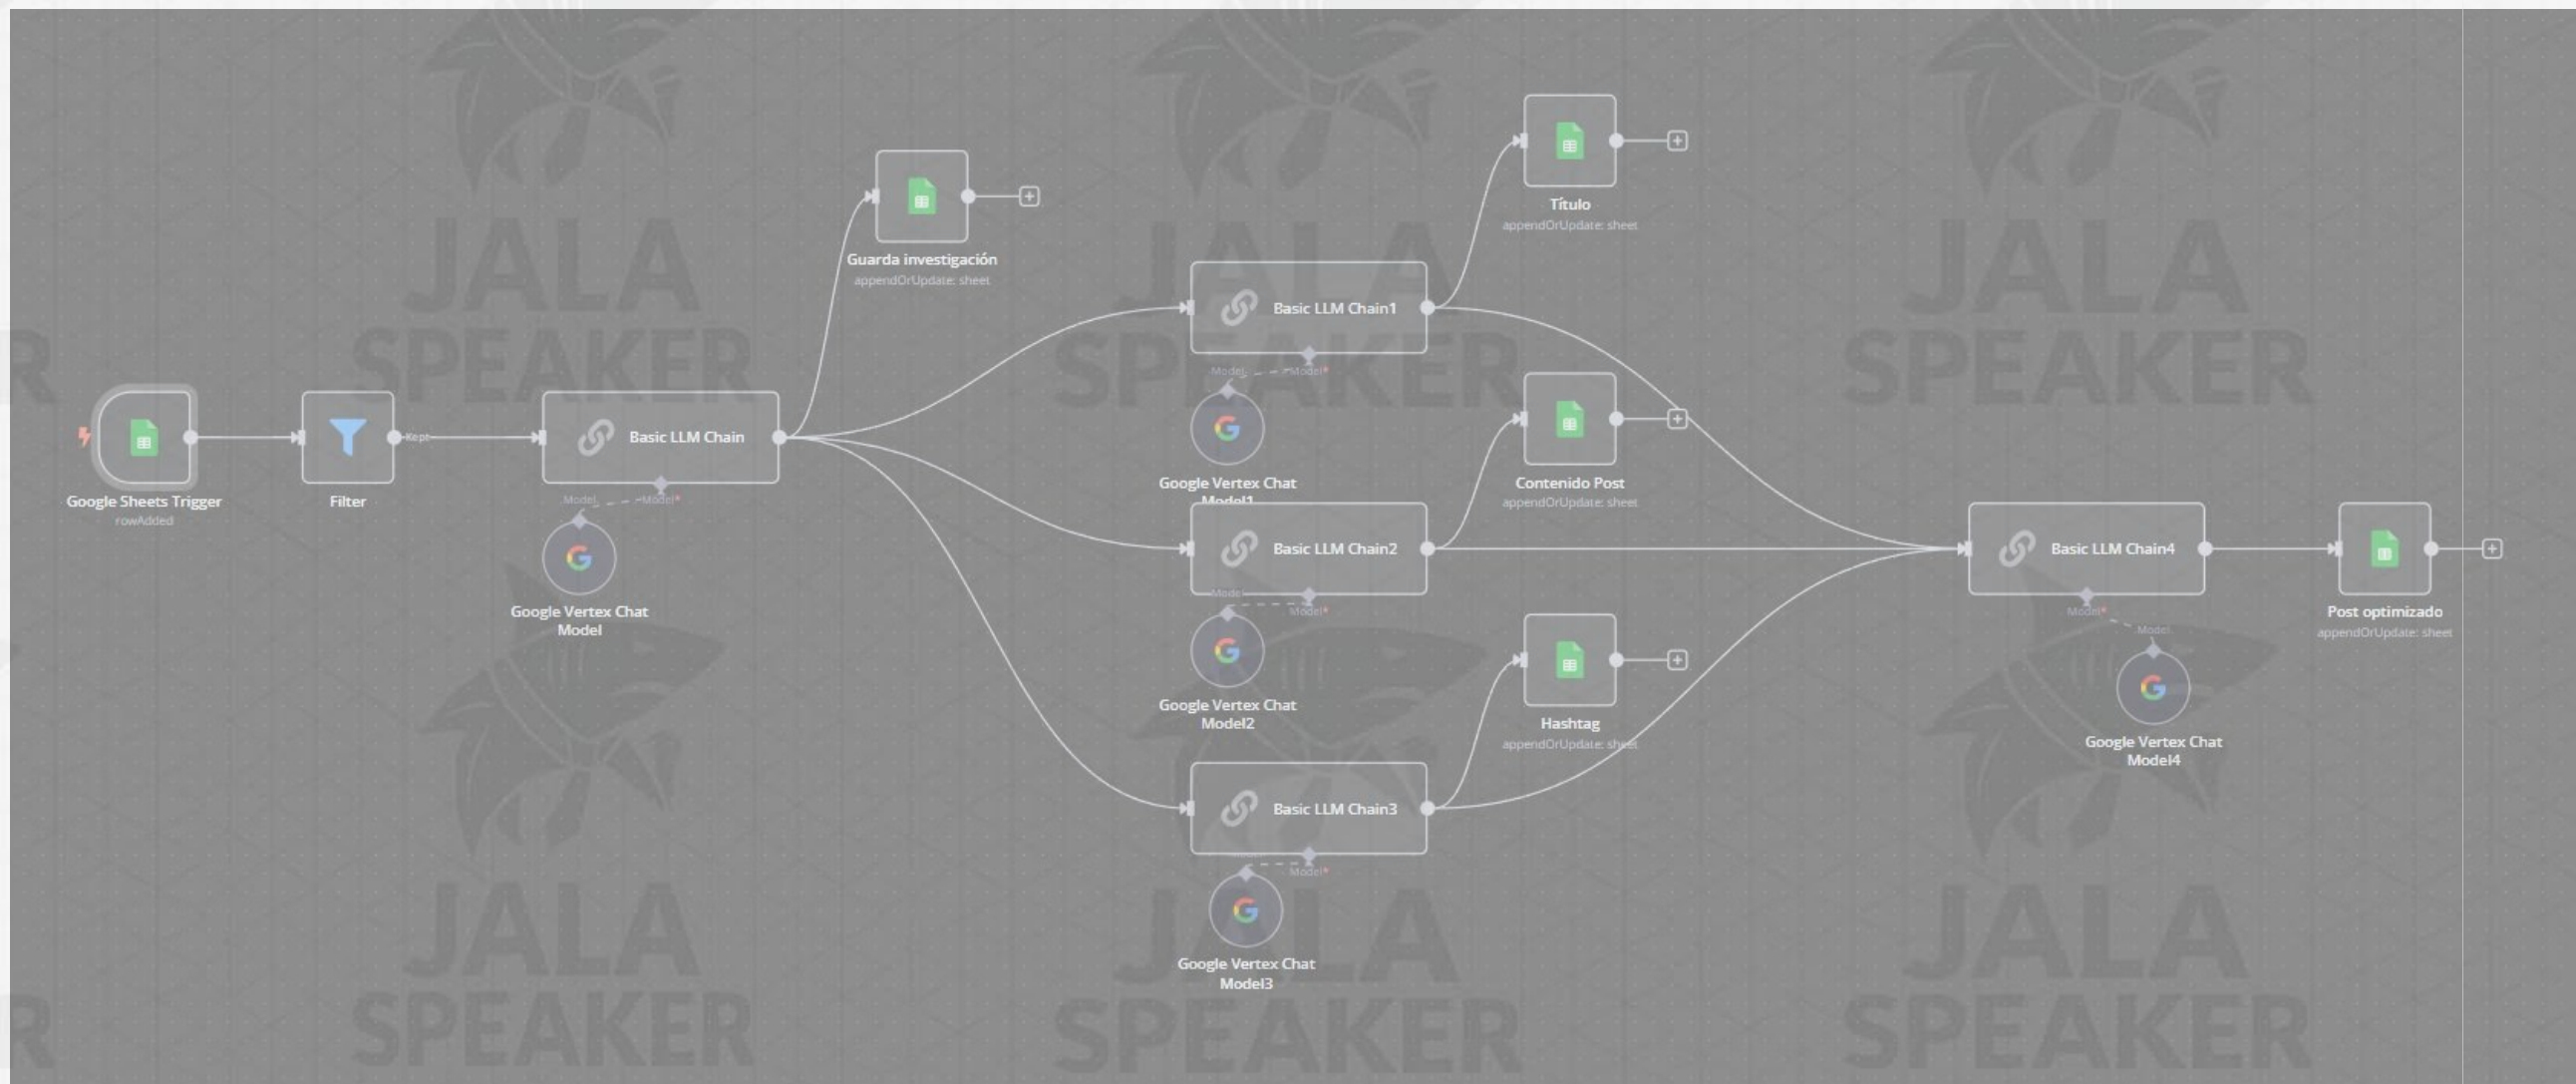 JALA
SPEAKER
JALA
SPEAKER
JALA
SPEAKER
R
Título
appendOrUpdate: sheet
Guarda investigación
appendOrUpdate: sheet
Basic LLM Chain1
Model
Model*
Google Vertex Chat
Model1
Google Sheets Trigger
rowAdded
Filter
Kept
Basic LLM Chain
Model
Model*
Google Vertex Chat
Model
Contenido Post
appendOrUpdate: sheet
Basic LLM Chain2
Model
Model*
Google Vertex Chat
Model2
Basic LLM Chain4
Model*
Model
Google Vertex Chat
Model4
Post optimizado
appendOrUpdate: sheet
Hashtag
appendOrUpdate: sheet
Basic LLM Chain3
Model*
Google Vertex Chat
Model3
JALA
SPEAKER
JALA
SPEAKER
JALA
SPEAKER
R